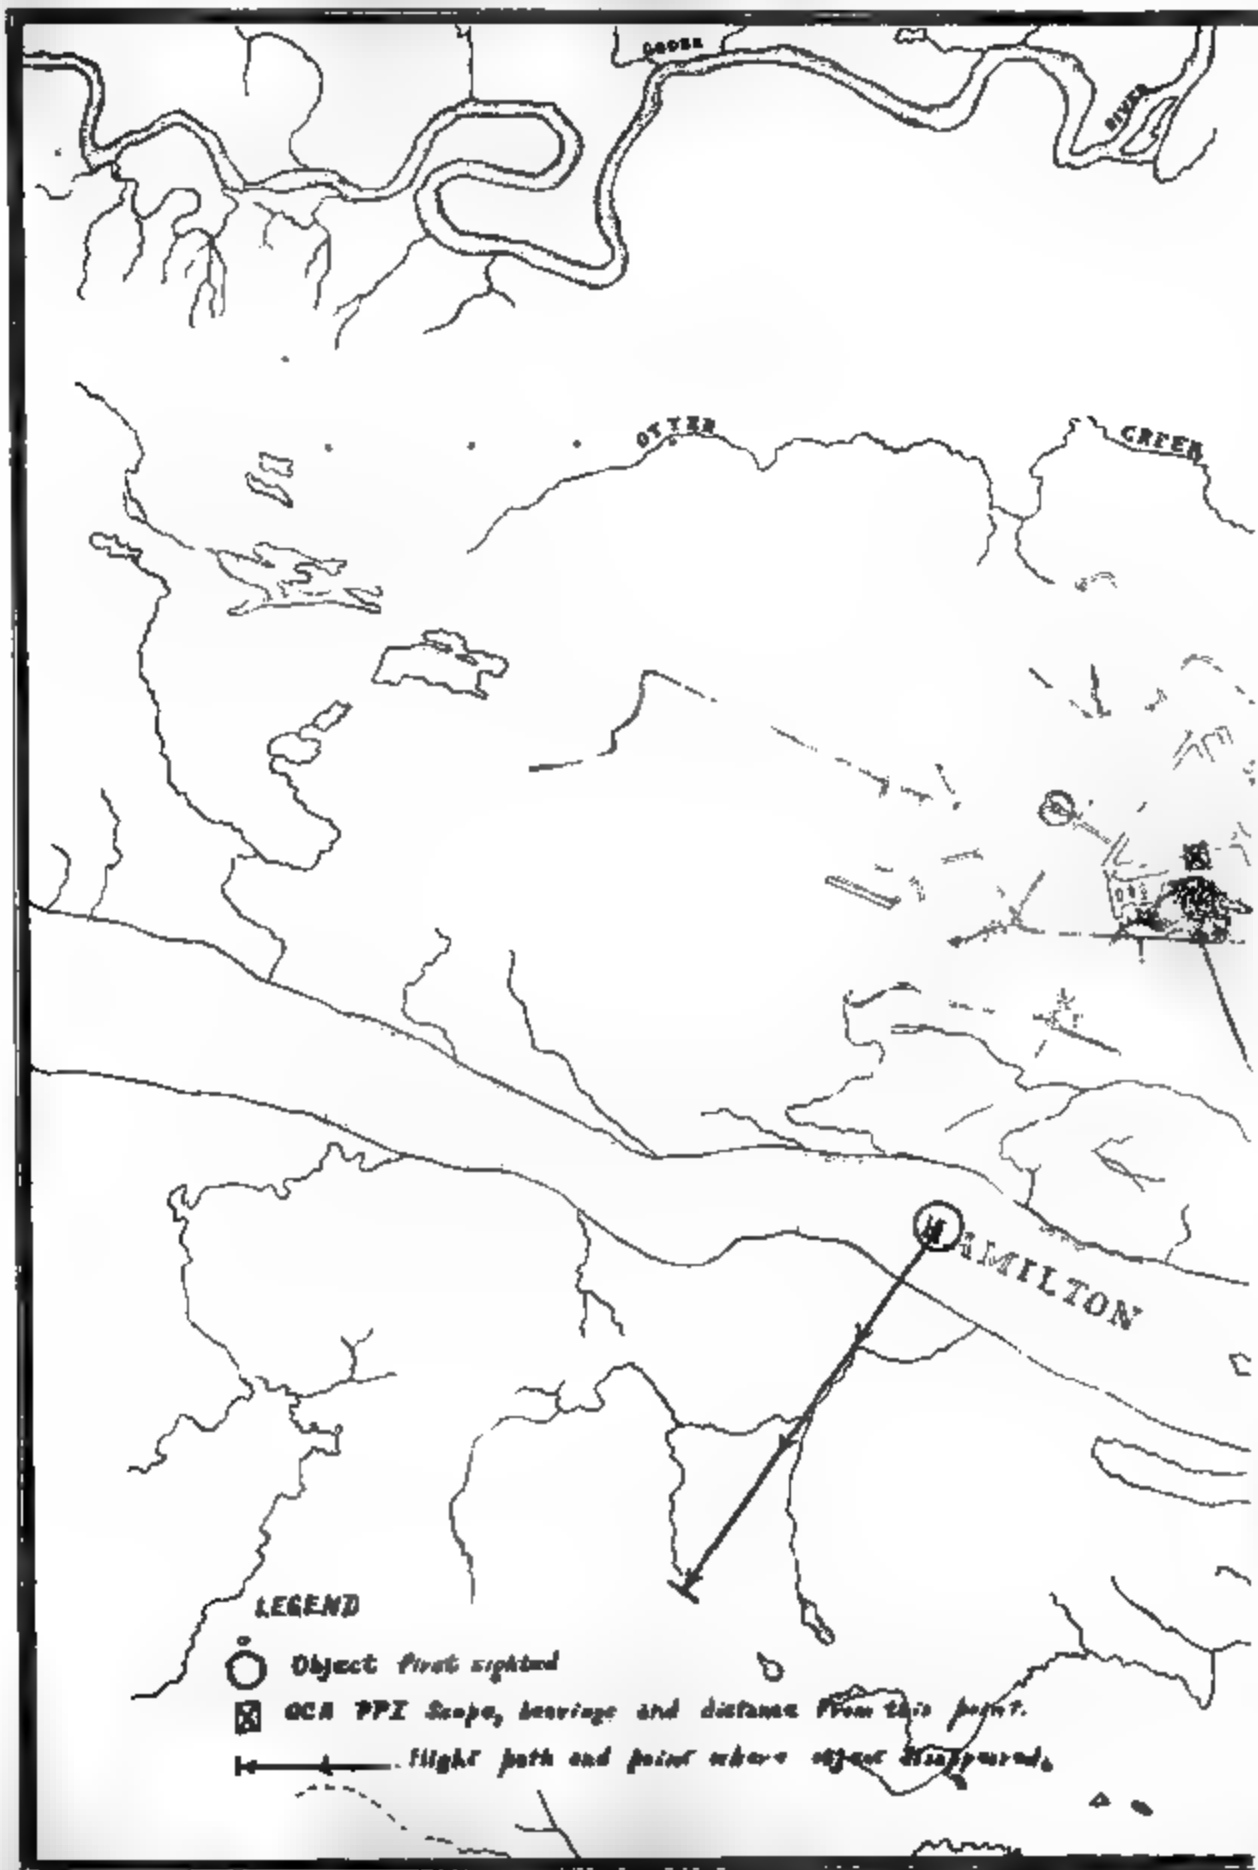 GOOSE
RIVER
OTTER
CREEK
HAMILTON
LEGEND
Object first sighted
GCA PPI Scope, bearings and distance from this point.
flight path and point where object disappeared.